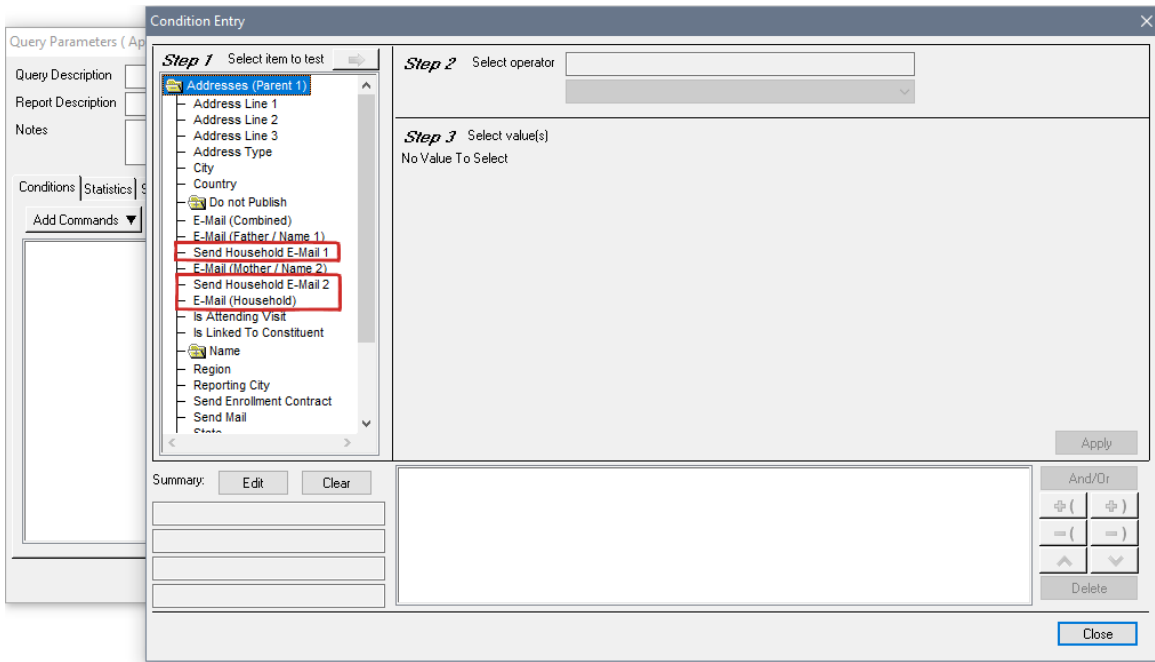 Condition Entry
Query Parameters ( Ap
Query Description
Report Description
Notes
Conditions
Statistics
S
Add Commands
Step 1 Select item to test
Addresses (Parent 1)
Address Line 1
Address Line 2
Address Line 3
Address Type
City
Country
Do not Publish
E-Mail (Combined)
E-Mail (Father / Name 1)
Send Household E-Mail 1
E-Mail (Mother / Name 2)
Send Household E-Mail 2
E-Mail (Household)
Is Attending Visit
Is Linked To Constituent
Name
Region
Reporting City
Send Enrollment Contract
Send Mail
State
Step 2 Select operator
Step 3 Select value(s)
No Value To Select
Apply
Summary:
Edit
Clear
And/Or
+ ( + )
- ( - )
Delete
Close